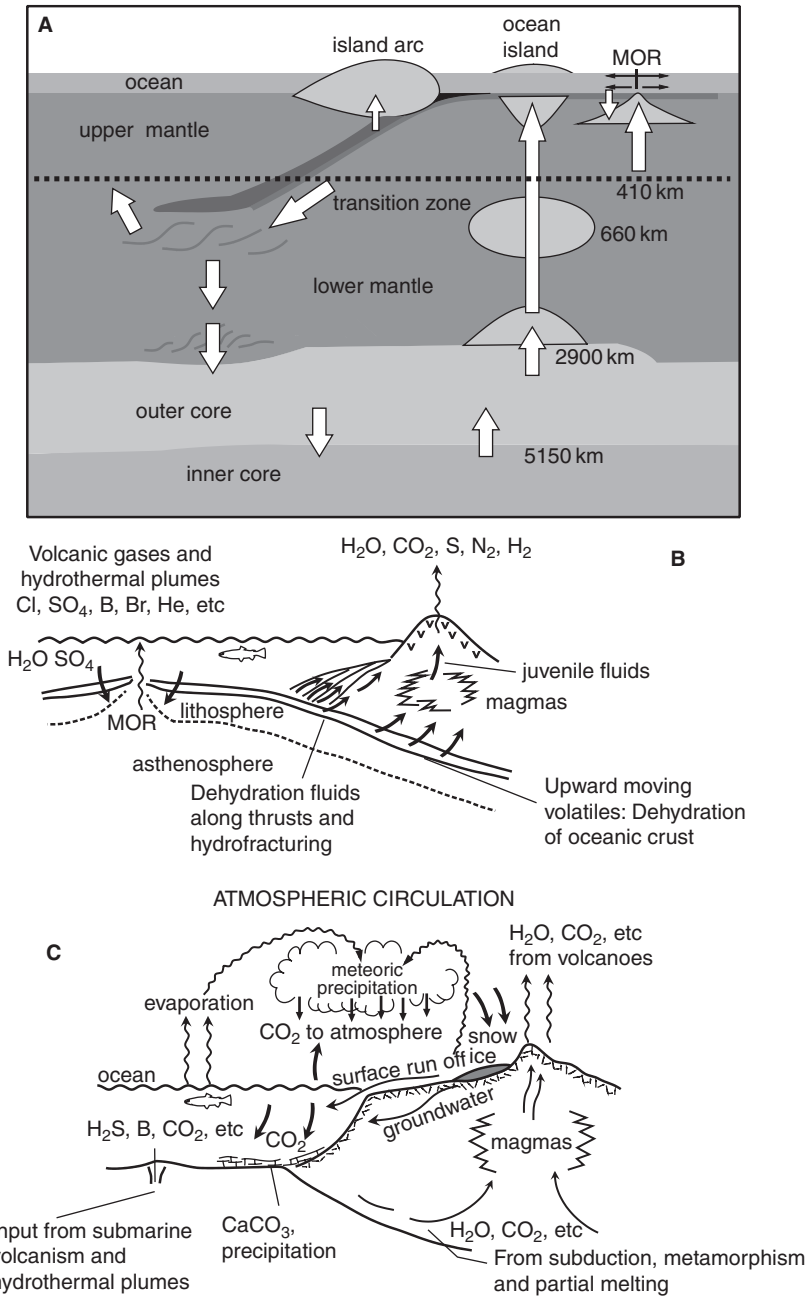 A
island arc
ocean
island
MOR
ocean
upper mantle
410 km
transition zone
660 km
lower mantle
2900 km
outer core
5150 km
inner core
B
Volcanic gases and
hydrothermal plumes
Cl, SO₄, B, Br, He, etc
H₂O, CO₂, S, N₂, H₂
H₂O SO₄
MOR
lithosphere
juvenile fluids
magmas
asthenosphere
Dehydration fluids
along thrusts and
hydrofracturing
Upward moving
volatiles: Dehydration
of oceanic crust
ATMOSPHERIC CIRCULATION
C
H₂O, CO₂, etc
from volcanoes
meteoric
precipitation
evaporation
CO₂ to atmosphere
snow
ice
ocean
surface run off
groundwater
H₂S, B, CO₂, etc
CO₂
magmas
nput from submarine
olcanism and
ydrothermal plumes
CaCO₃,
precipitation
H₂O, CO₂, etc
From subduction, metamorphism
and partial melting